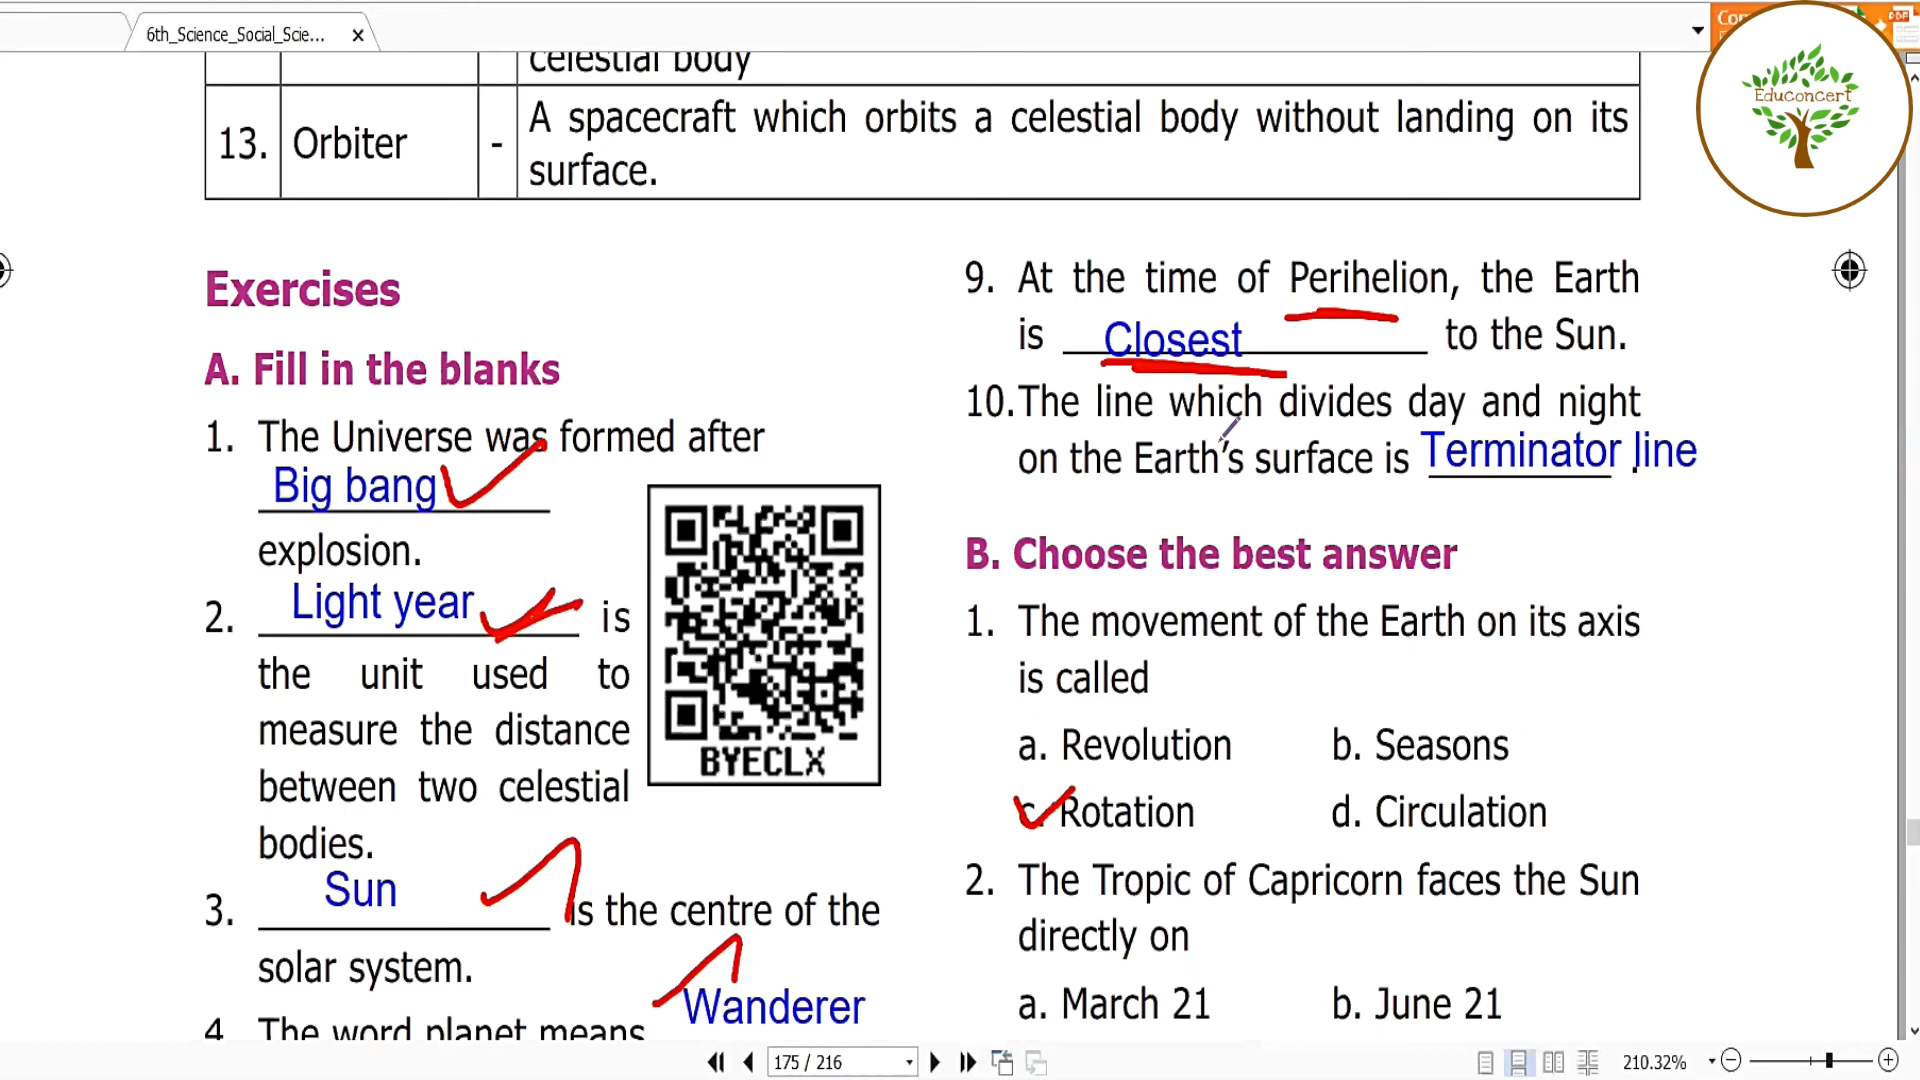 6th_Science_Social_Scie...
Educoncert
celestial body
13. Orbiter - A spacecraft which orbits a celestial body without landing on its
surface.
Exercises
A. Fill in the blanks
1. The Universe was formed after
Big bang
explosion.
2. Light year is
the unit used to
measure the distance
between two celestial
bodies.
BYECLX
3. Sun is the centre of the
solar system.
Wanderer
4. The word planet means
9. At the time of Perihelion, the Earth
is Closest to the Sun.
10. The line which divides day and night
on the Earth's surface is Terminator line.
B. Choose the best answer
1. The movement of the Earth on its axis
is called
a. Revolution b. Seasons
c. Rotation d. Circulation
2. The Tropic of Capricorn faces the Sun
directly on
a. March 21 b. June 21
175 / 216
210.32%